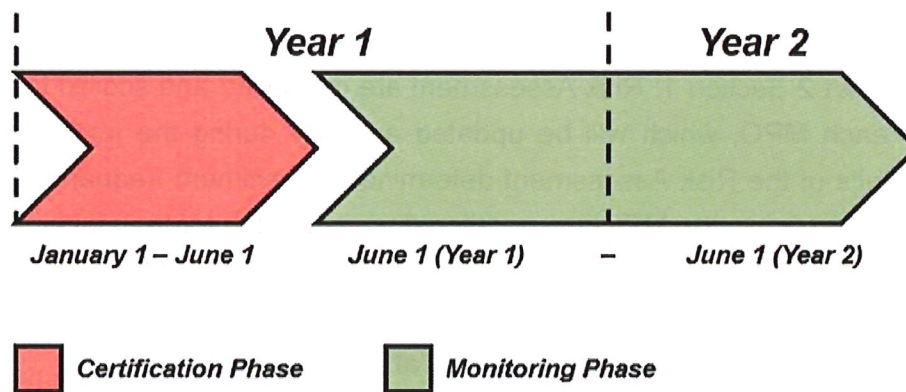 Year 1 Year 2
January 1 – June 1 June 1 (Year 1) – June 1 (Year 2)
Certification Phase Monitoring Phase